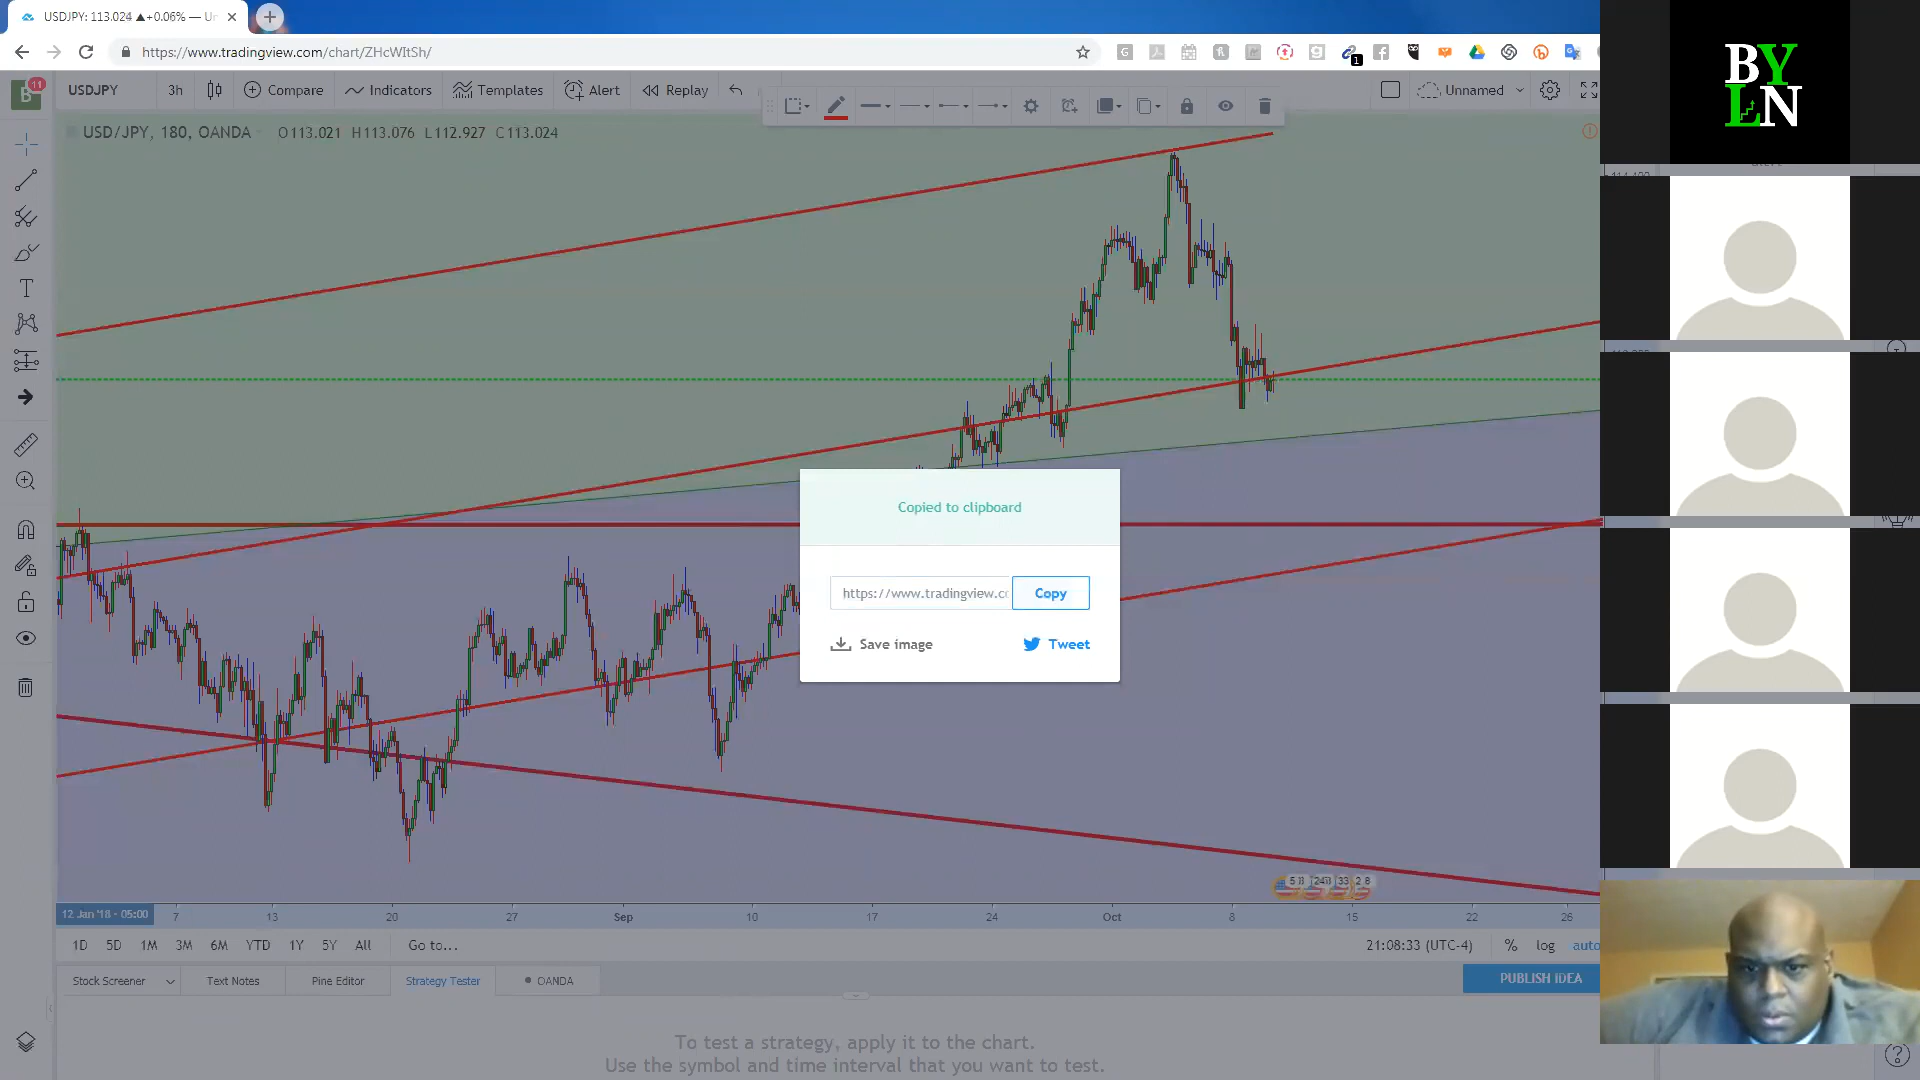 USDJPY: 113.024 ▲+0.06% — Un
https://www.tradingview.com/chart/ZHcWItSh/
1
11
B
USDJPY 3h Compare Indicators Templates Alert Replay Unnamed
USD/JPY, 180, OANDA O113.021 H113.076 L112.927 C113.024
BY
LN
Copied to clipboard
https://www.tradingview.co Copy
Save image Tweet
12 Jan '18 - 05:00 7 13 20 27 Sep 10 17 24 Oct 8 15 22 26
1D 5D 1M 3M 6M YTD 1Y 5Y All Go to... 21:08:33 (UTC-4) % log auto
Stock Screener Text Notes Pine Editor Strategy Tester OANDA PUBLISH IDEA
To test a strategy, apply it to the chart.
Use the symbol and time interval that you want to test.